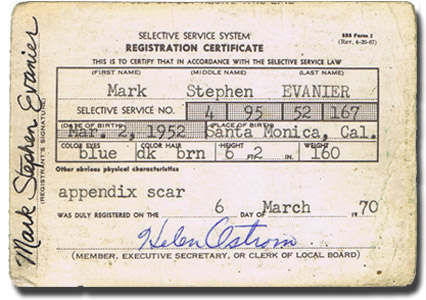 SELECTIVE SERVICE SYSTEM
REGISTRATION CERTIFICATE
SSS Form 2
(Rev. 4-20-67)
THIS IS TO CERTIFY THAT IN ACCORDANCE WITH THE SELECTIVE SERVICE LAW
(FIRST NAME) (MIDDLE NAME) (LAST NAME)
Mark Stephen EVANIER
SELECTIVE SERVICE NO. 4 95 52 167
(DATE OF BIRTH) (PLACE OF BIRTH)
Mar. 2, 1952 Santa Monica, Cal.
COLOR EYES COLOR HAIR HEIGHT WEIGHT
blue dk brn 6 FT. 2 IN. 160
Other obvious physical characteristics
appendix scar
WAS DULY REGISTERED ON THE 6 DAY OF March 1970
Helen Ostrom
(MEMBER, EXECUTIVE SECRETARY, OR CLERK OF LOCAL BOARD)
Mark Stephen Evanier
(REGISTRANT'S SIGNATURE)